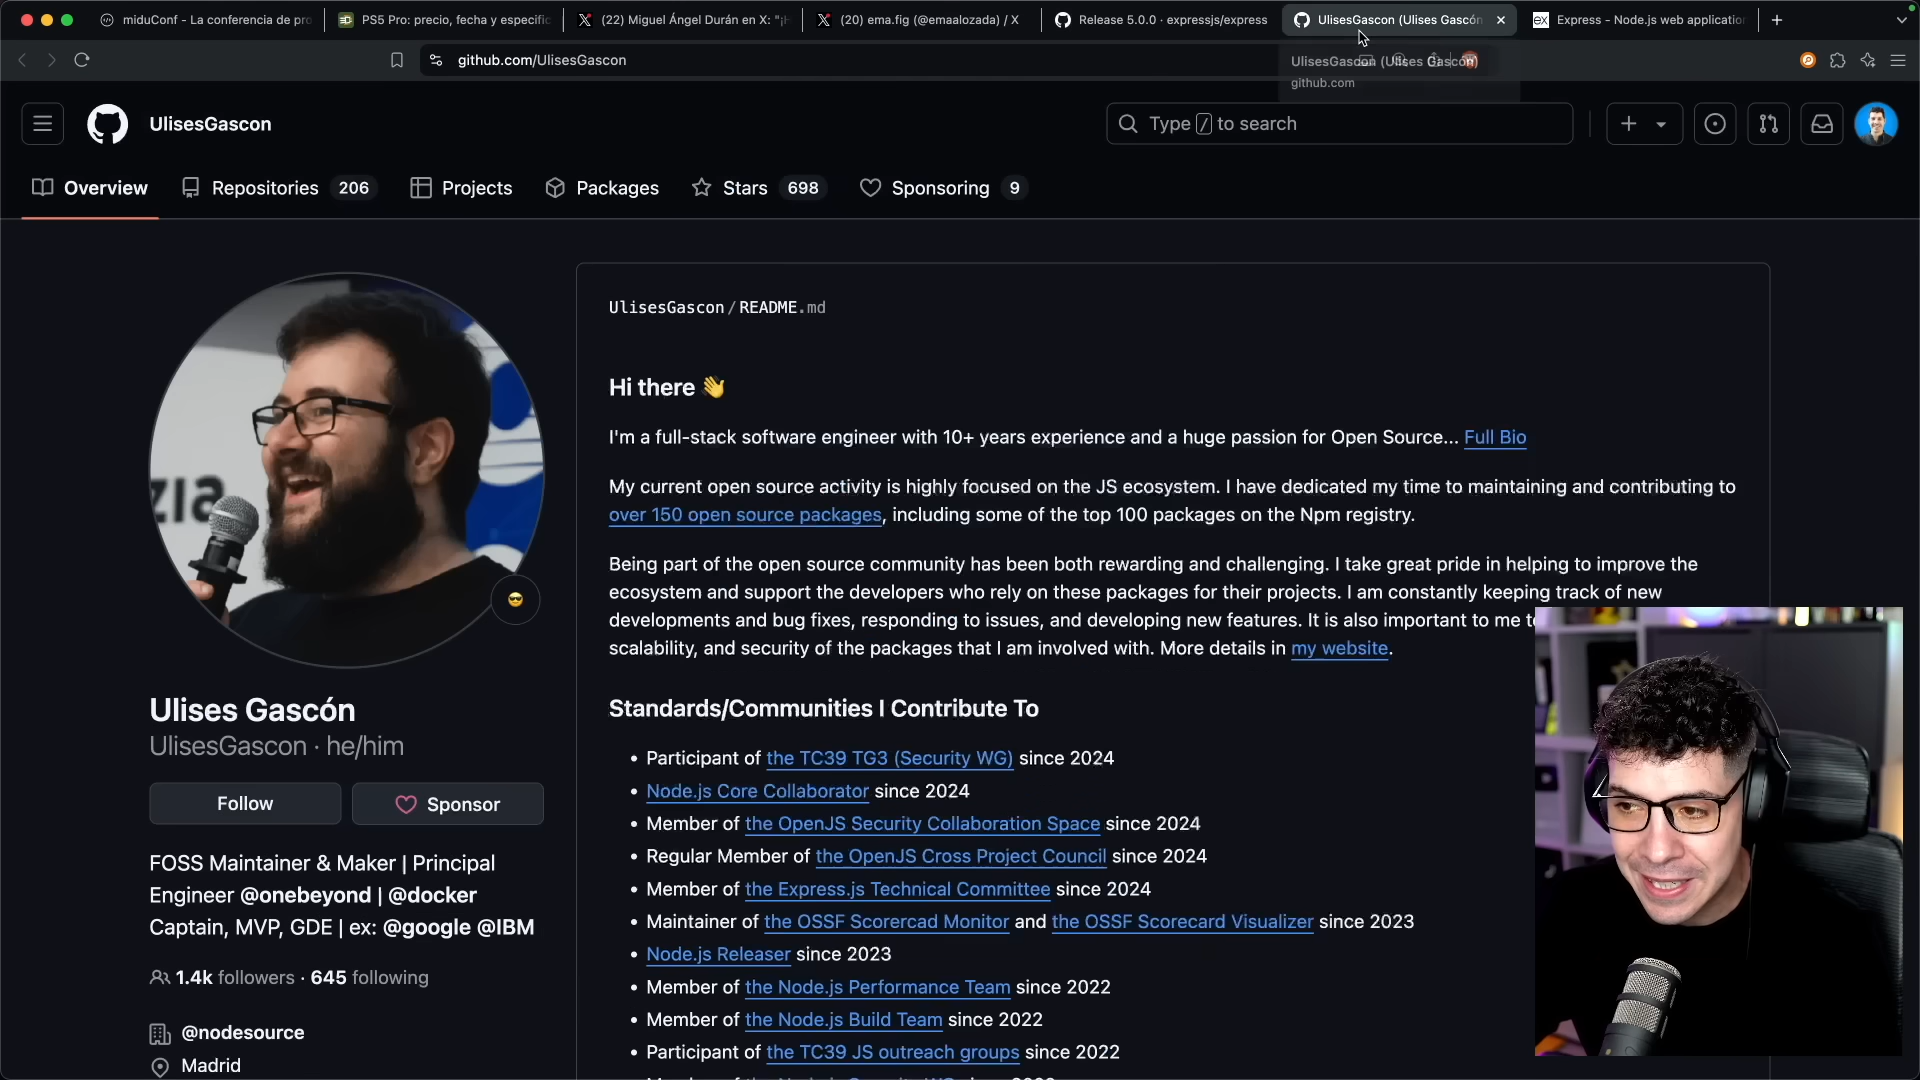 miduConf - La conferencia de pro
PS5 Pro: precio, fecha y especific
(22) Miguel Ángel Durán en X: "¡
(20) ema.fig (@emaalozada) / X
Release 5.0.0 · expressjs/express
UlisesGascon (Ulises Gascón
Express - Node.js web application
github.com/UlisesGascon
UlisesGascon (Ulises Gascón)
github.com
UlisesGascon
Type / to search
Overview
Repositories 206
Projects
Packages
Stars 698
Sponsoring 9
UlisesGascon/README.md
Hi there 👋
I'm a full-stack software engineer with 10+ years experience and a huge passion for Open Source... Full Bio
My current open source activity is highly focused on the JS ecosystem. I have dedicated my time to maintaining and contributing to
over 150 open source packages, including some of the top 100 packages on the Npm registry.
Being part of the open source community has been both rewarding and challenging. I take great pride in helping to improve the
ecosystem and support the developers who rely on these packages for their projects. I am constantly keeping track of new
developments and bug fixes, responding to issues, and developing new features. It is also important to me
scalability, and security of the packages that I am involved with. More details in my website.
Standards/Communities I Contribute To
• Participant of the TC39 TG3 (Security WG) since 2024
• Node.js Core Collaborator since 2024
• Member of the OpenJS Security Collaboration Space since 2024
• Regular Member of the OpenJS Cross Project Council since 2024
• Member of the Express.js Technical Committee since 2024
• Maintainer of the OSSF Scorercad Monitor and the OSSF Scorecard Visualizer since 2023
• Node.js Releaser since 2023
• Member of the Node.js Performance Team since 2022
• Member of the Node.js Build Team since 2022
• Participant of the TC39 JS outreach groups since 2022
zia
Ulises Gascón
UlisesGascon · he/him
Follow
Sponsor
FOSS Maintainer & Maker | Principal
Engineer @onebeyond | @docker
Captain, MVP, GDE | ex: @google @IBM
1.4k followers · 645 following
@nodesource
Madrid